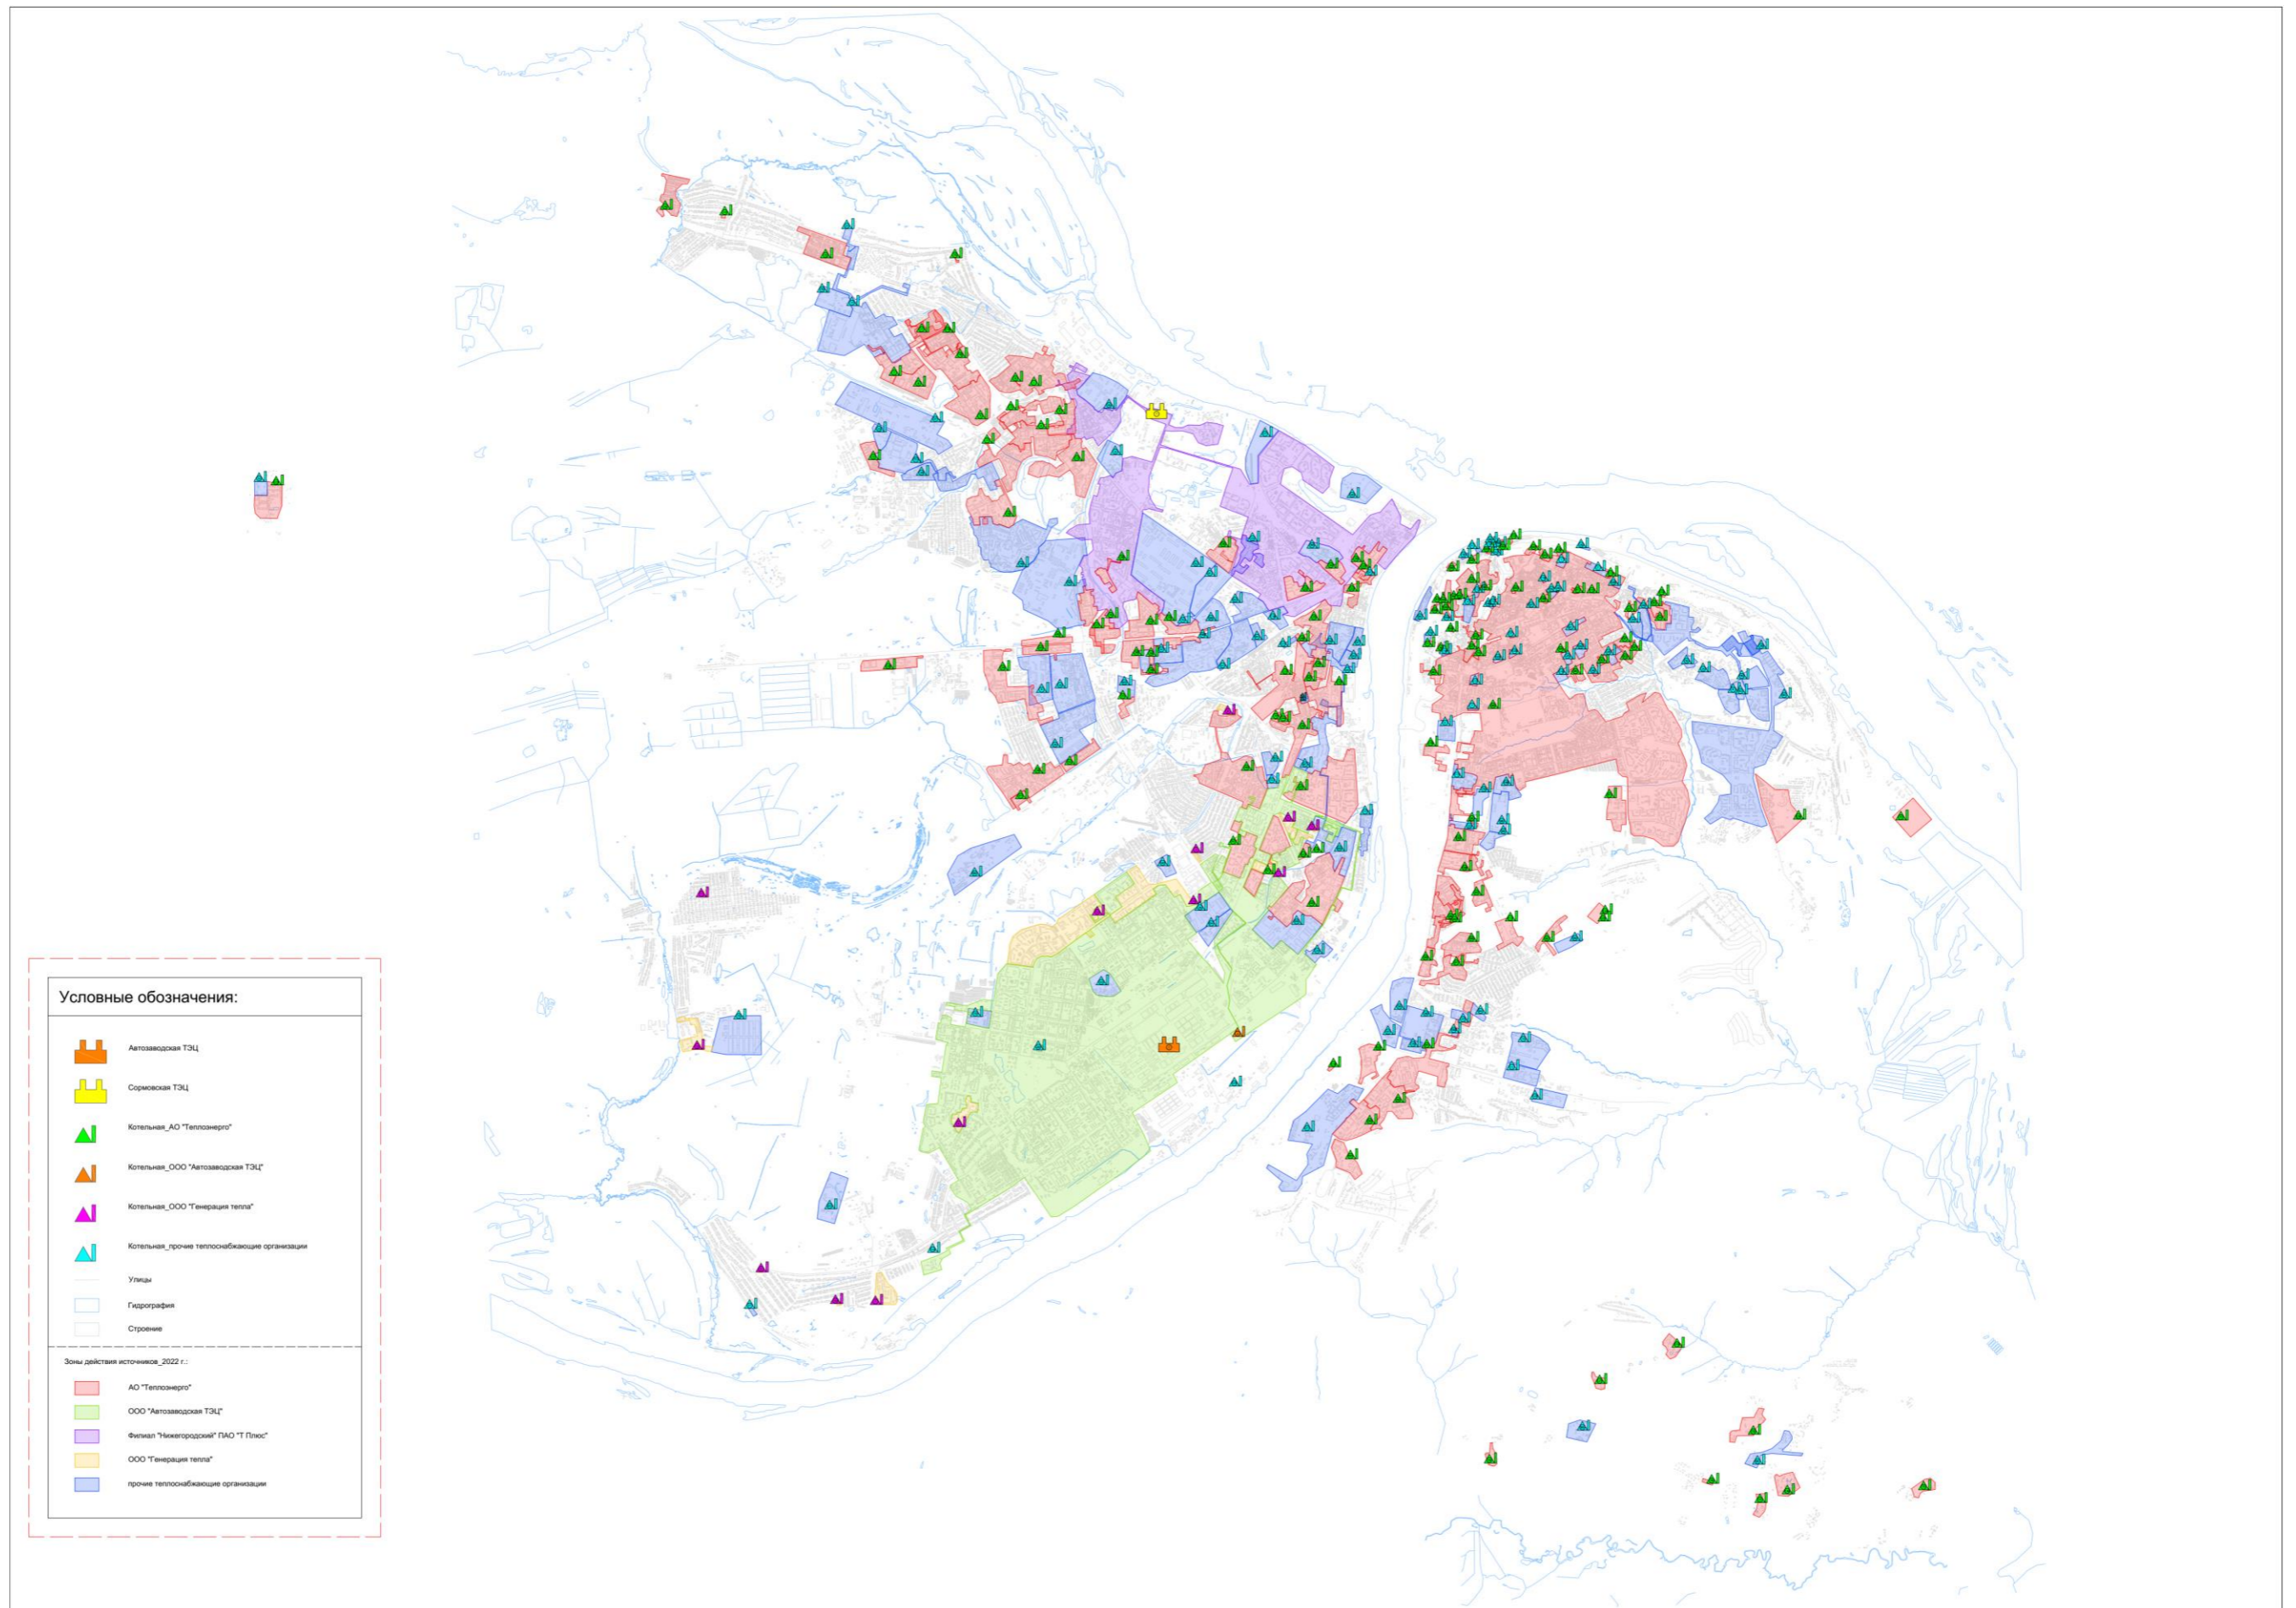 Условные обозначения:
Автозаводская ТЭЦ
Сормовская ТЭЦ
Котельная_АО "Теплоэнерго"
Котельная_ООО "Автозаводская ТЭЦ"
Котельная_ООО "Генерация тепла"
Котельная_прочие теплоснабжающие организации
Улицы
Гидрография
Строение
Зоны действия источников_2022 г.:
АО "Теплоэнерго"
ООО "Автозаводская ТЭЦ"
Филиал "Нижегородский" ПАО "Т Плюс"
ООО "Генерация тепла"
прочие теплоснабжающие организации